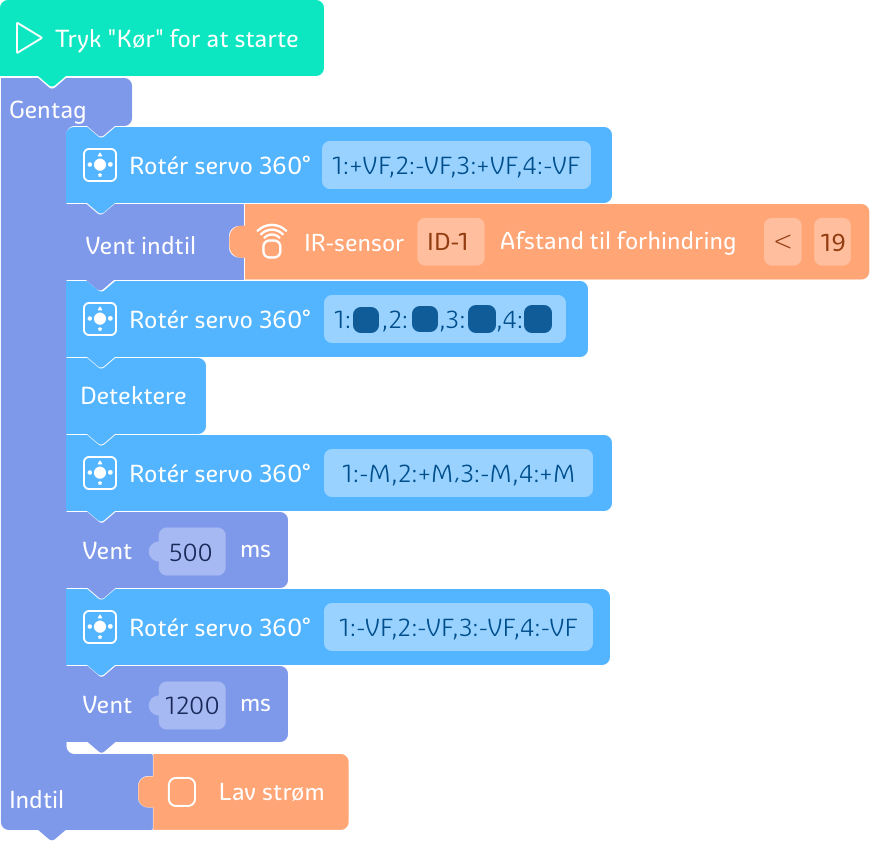 Tryk "Kør" for at starte
Gentag
Rotér servo 360° 1:+VF,2:-VF,3:+VF,4:-VF
Vent indtil IR-sensor ID-1 Afstand til forhindring < 19
Rotér servo 360° 1: ,2: ,3: ,4:
Detektere
Rotér servo 360° 1:-M,2:+M,3:-M,4:+M
Vent 500 ms
Rotér servo 360° 1:-VF,2:-VF,3:-VF,4:-VF
Vent 1200 ms
Indtil Lav strøm